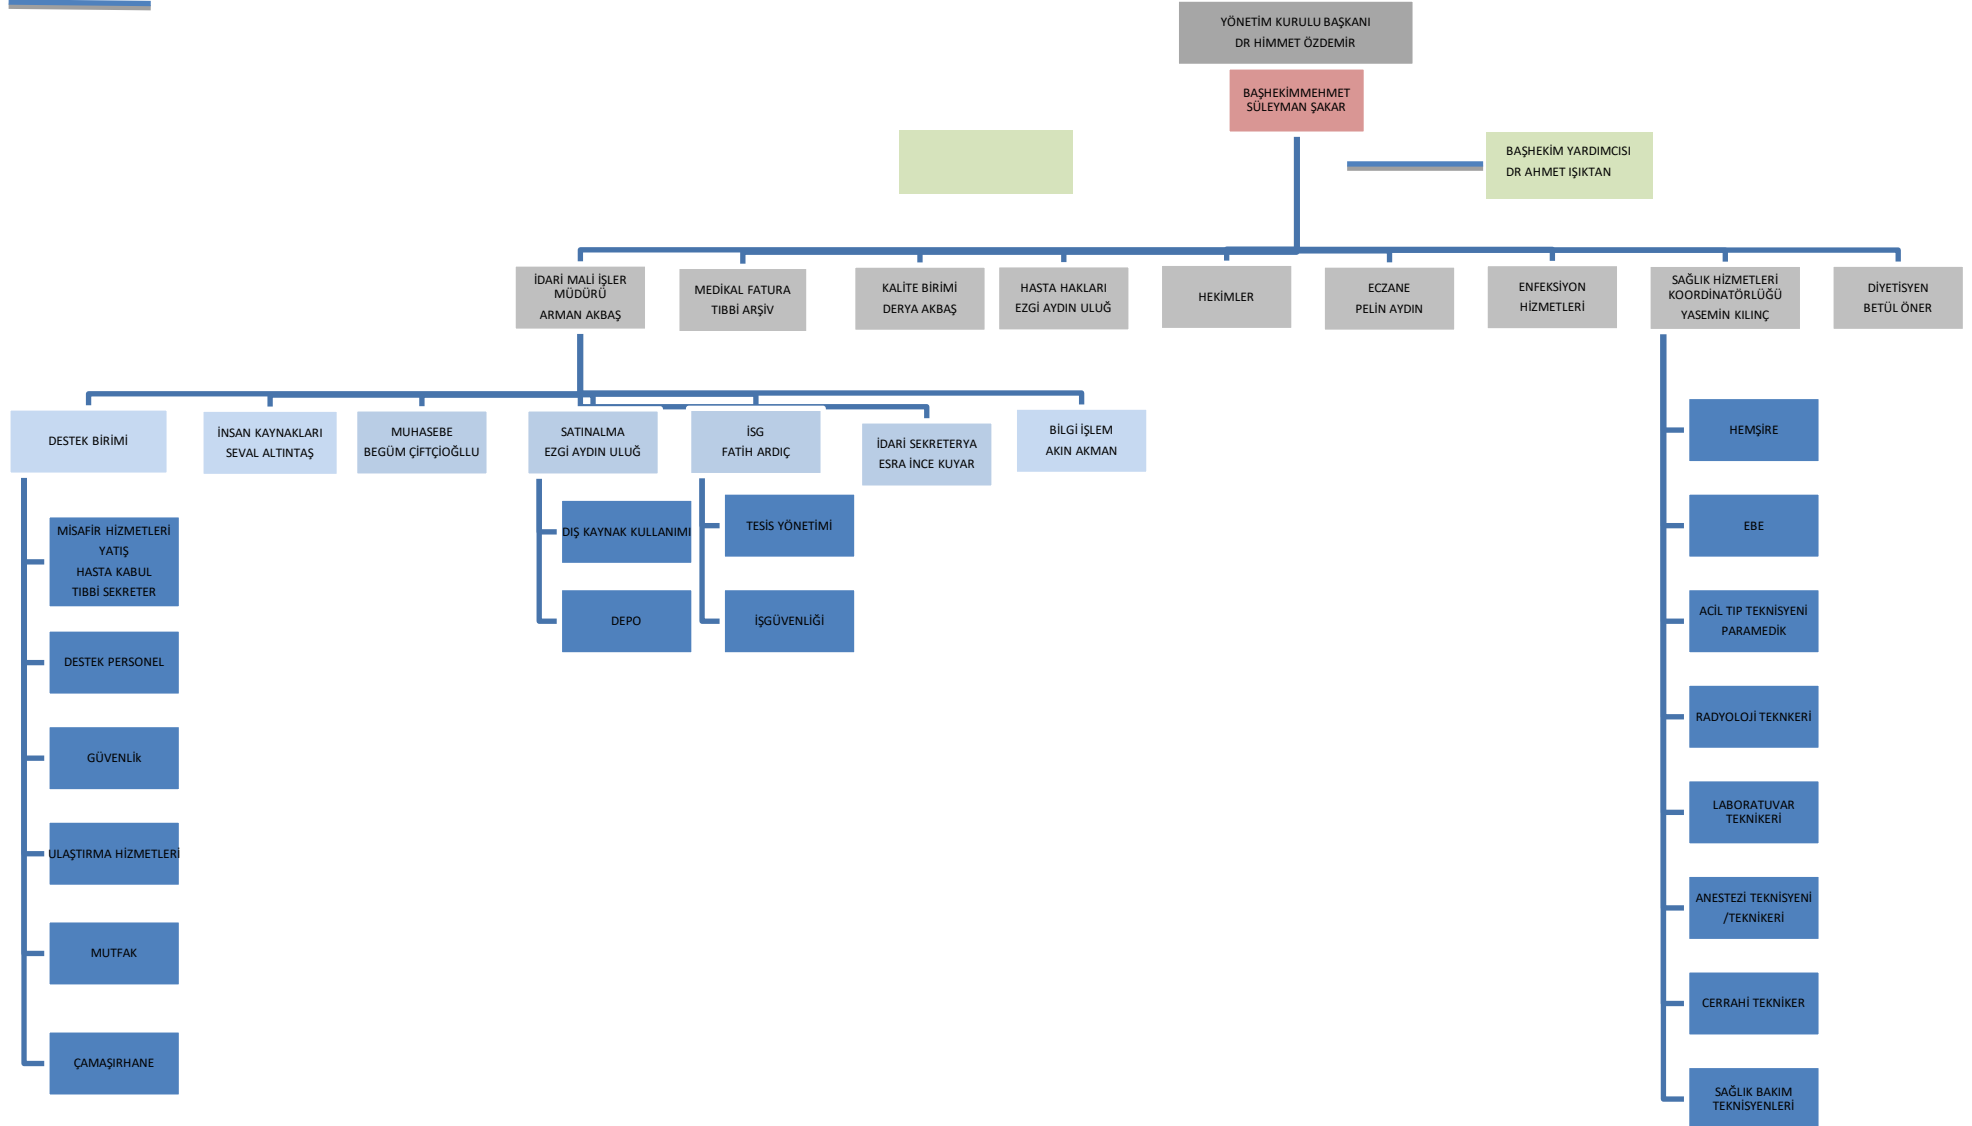 YÖNETİM KURULU BAŞKANI
DR HİMMET ÖZDEMİR
BAŞHEKİMMEHMET
SÜLEYMAN ŞAKAR
BAŞHEKİM YARDIMCISI
DR AHMET IŞIKTAN
İDARİ MALİ İŞLER
MÜDÜRÜ
ARMAN AKBAŞ
MEDİKAL FATURA
TIBBİ ARŞİV
KALİTE BİRİMİ
DERYA AKBAŞ
HASTA HAKLARI
EZGİ AYDIN ULUĞ
HEKİMLER
ECZANE
PELİN AYDIN
ENFEKSİYON
HİZMETLERİ
SAĞLIK HİZMETLERİ
KOORDİNATÖRLÜĞÜ
YASEMİN KILINÇ
DİYETİSYEN
BETÜL ÖNER
DESTEK BİRİMİ
İNSAN KAYNAKLARI
SEVAL ALTINTAŞ
MUHASEBE
BEGÜM ÇİFTÇİOĞLLU
SATINALMA
EZGİ AYDIN ULUĞ
İSG
FATİH ARDIÇ
İDARİ SEKRETERYA
ESRA İNCE KUYAR
BİLGİ İŞLEM
AKIN AKMAN
MİSAFİR HİZMETLERİ
YATIŞ
HASTA KABUL
TIBBİ SEKRETER
DESTEK PERSONEL
GÜVENLİk
ULAŞTIRMA HİZMETLERİ
MUTFAK
ÇAMAŞIRHANE
DIŞ KAYNAK KULLANIMI
DEPO
TESİS YÖNETİMİ
İŞGÜVENLİĞİ
HEMŞİRE
EBE
ACİL TIP TEKNİSYENİ
PARAMEDİK
RADYOLOJİ TEKNKERİ
LABORATUVAR
TEKNİKERİ
ANESTEZİ TEKNİSYENİ
/TEKNİKERİ
CERRAHİ TEKNİKER
SAĞLIK BAKIM
TEKNİSYENLERİ